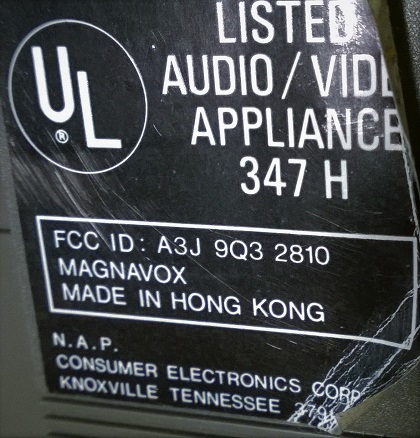 UL
®
LISTED
AUDIO / VIDE
APPLIANCE
347 H
FCC ID: A3J 9Q3 2810
MAGNAVOX
MADE IN HONG KONG
N.A.P.
CONSUMER ELECTRONICS CORP
KNOXVILLE TENNESSEE